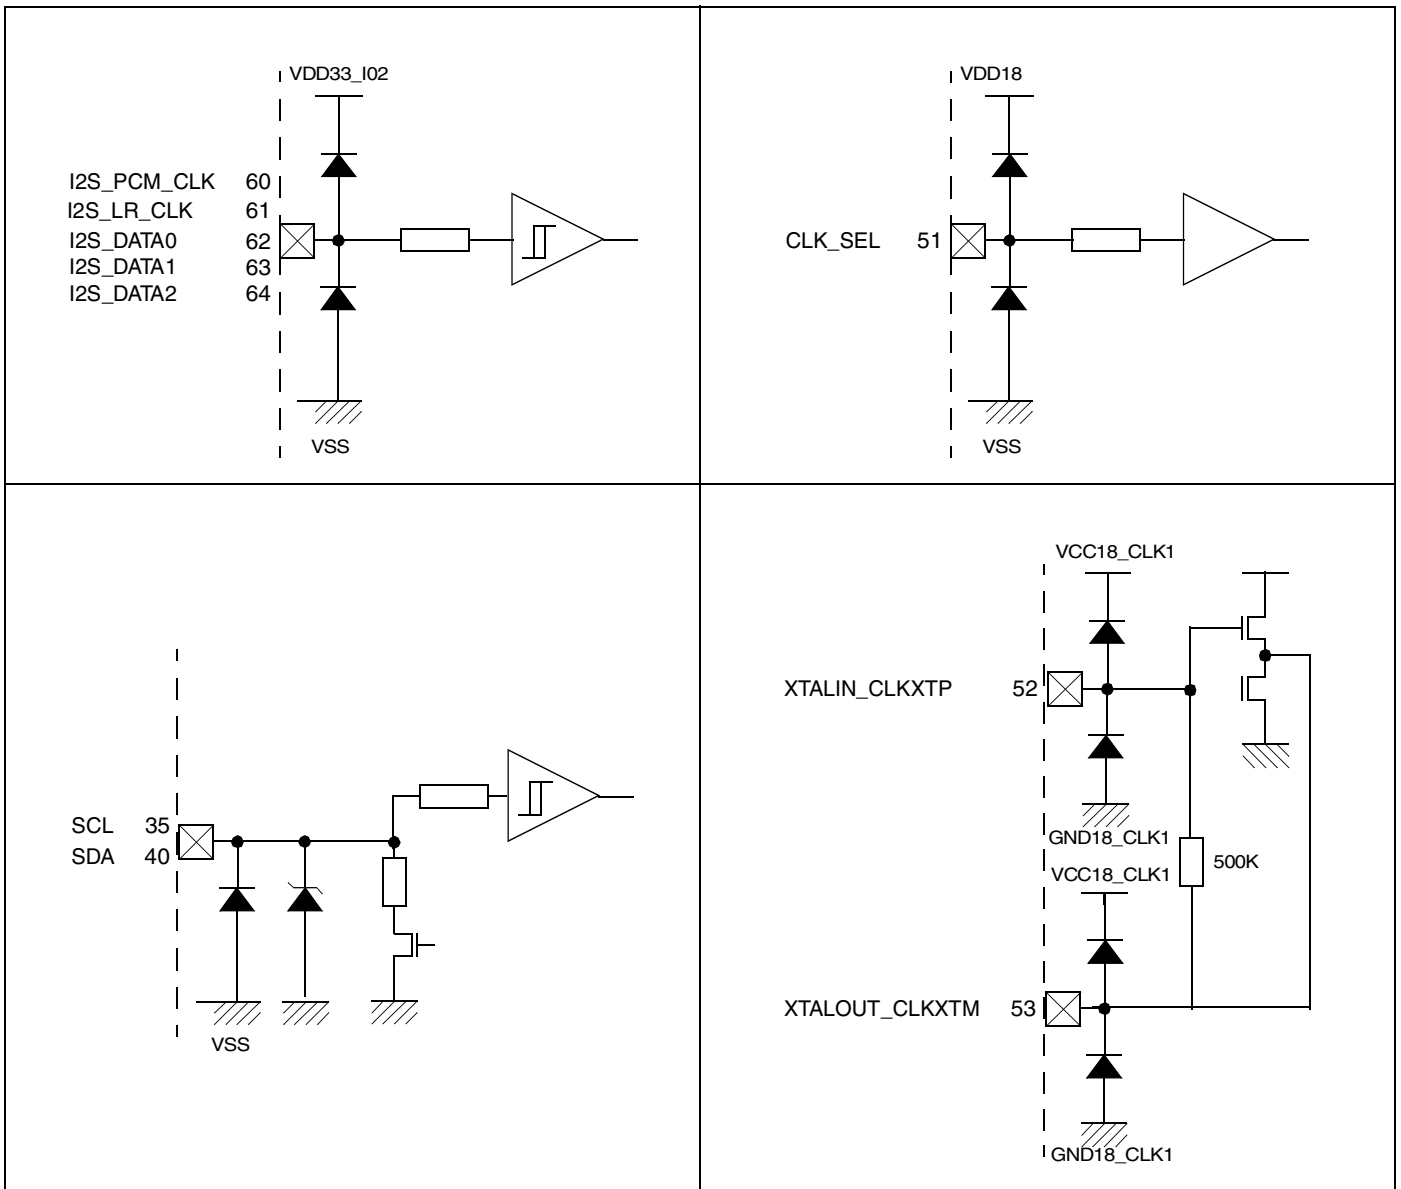 VDD33_I02
I2S_PCM_CLK 60
I2S_LR_CLK 61
I2S_DATA0 62
I2S_DATA1 63
I2S_DATA2 64
VSS
VDD18
CLK_SEL 51
VSS
SCL 35
SDA 40
VSS
VCC18_CLK1
XTALIN_CLKXTP 52
GND18_CLK1
500K
VCC18_CLK1
XTALOUT_CLKXTM 53
GND18_CLK1